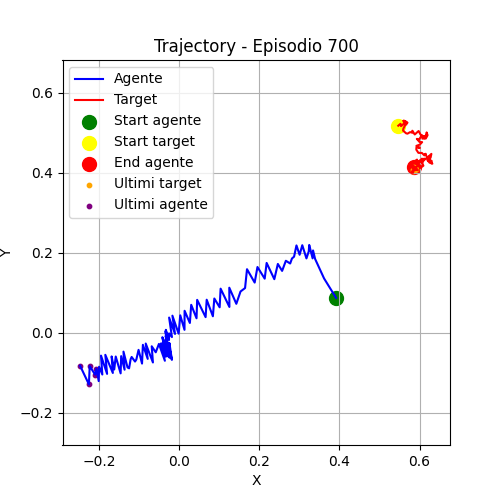 Trajectory - Episodio 700
Agente
Target
Start agente
Start target
End agente
Ultimi target
Ultimi agente
Y
0.6
0.4
0.2
0.0
−0.2
−0.2
0.0
0.2
0.4
0.6
X